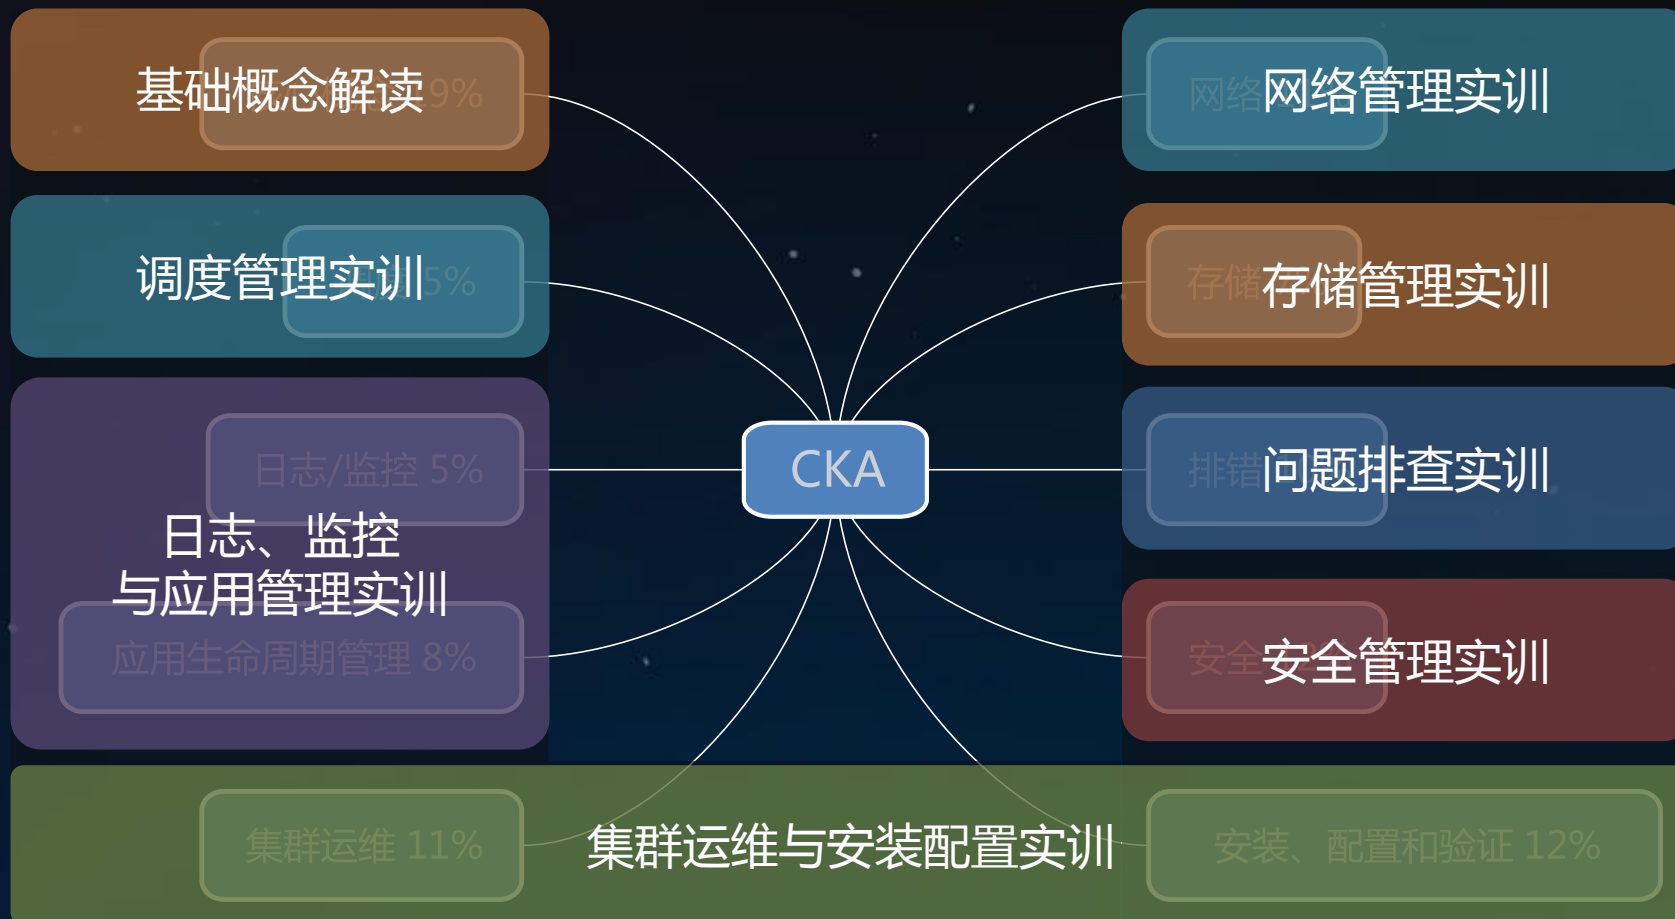 基础概念解读
9%
调度管理实训
5%
日志/监控 5%
日志、监控
与应用管理实训
应用生命周期管理 8%
CKA
网络
网络管理实训
存储
存储管理实训
排错
问题排查实训
安全
安全管理实训
集群运维 11%
集群运维与安装配置实训
安装、配置和验证 12%